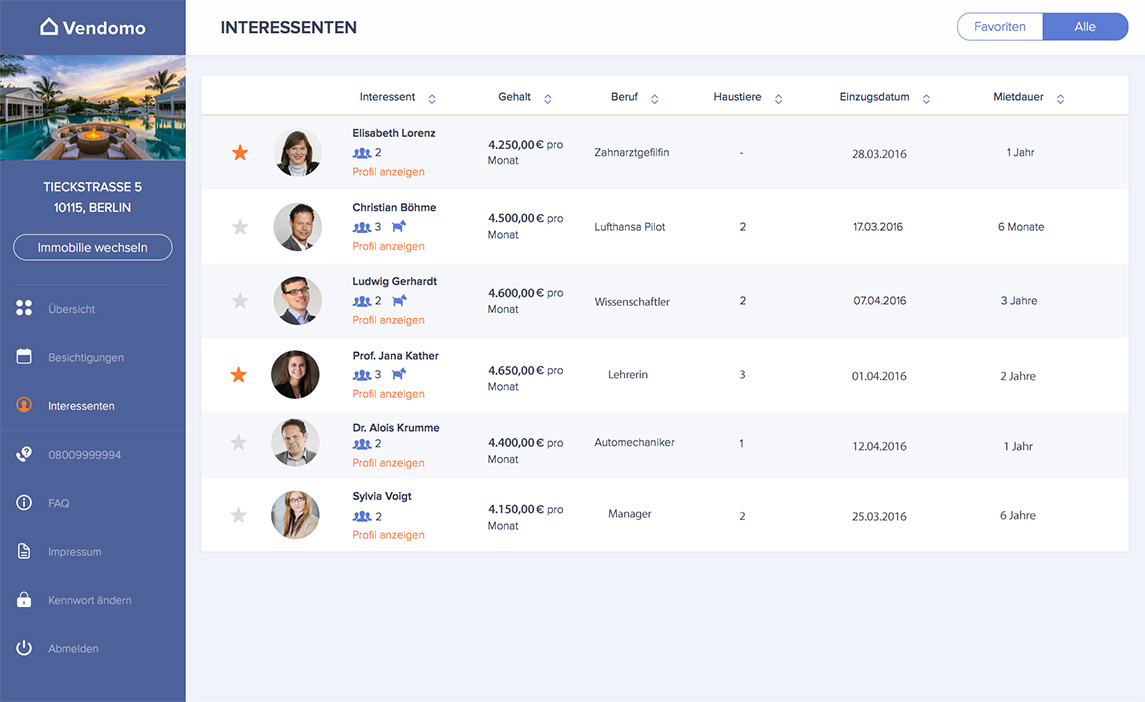 Vendomo
INTERESSENTEN
Favoriten
Alle
TIECKSTRASSE 5
10115, BERLIN
Immobilie wechseln
Übersicht
Besichtigungen
Interessenten
08009999994
FAQ
Impressum
Kennwort ändern
Abmelden
Interessent Gehalt Beruf Haustiere Einzugsdatum Mietdauer
Elisabeth Lorenz
2
Profil anzeigen
4.250,00 € pro
Monat
Zahnarztgefilfin
-
28.03.2016
1 Jahr
Christian Böhme
3
Profil anzeigen
4.500,00 € pro
Monat
Lufthansa Pilot
2
17.03.2016
6 Monate
Ludwig Gerhardt
2
Profil anzeigen
4.600,00 € pro
Monat
Wissenschaftler
2
07.04.2016
3 Jahre
Prof. Jana Kather
3
Profil anzeigen
4.650,00 € pro
Monat
Lehrerin
3
01.04.2016
2 Jahre
Dr. Alois Krumme
2
Profil anzeigen
4.400,00 € pro
Monat
Automechaniker
1
12.04.2016
1 Jahr
Sylvia Voigt
2
Profil anzeigen
4.150,00 € pro
Monat
Manager
2
25.03.2016
6 Jahre